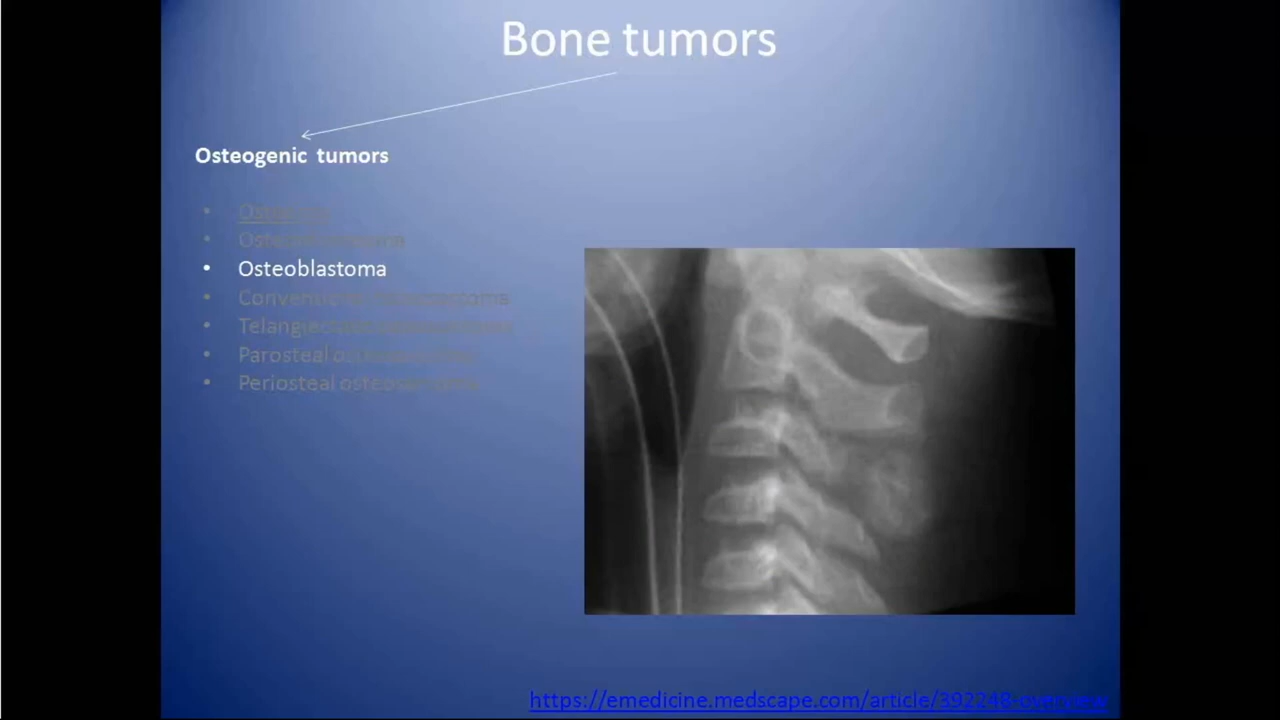 Bone tumors
Osteogenic tumors
• Osteoma
• Osteoid osteoma
• Osteoblastoma
• Conventional osteosarcoma
• Telangiectatic osteosarcoma
• Parosteal osteosarcoma
• Periosteal osteosarcoma
https://emedicine.medscape.com/article/392248-overview